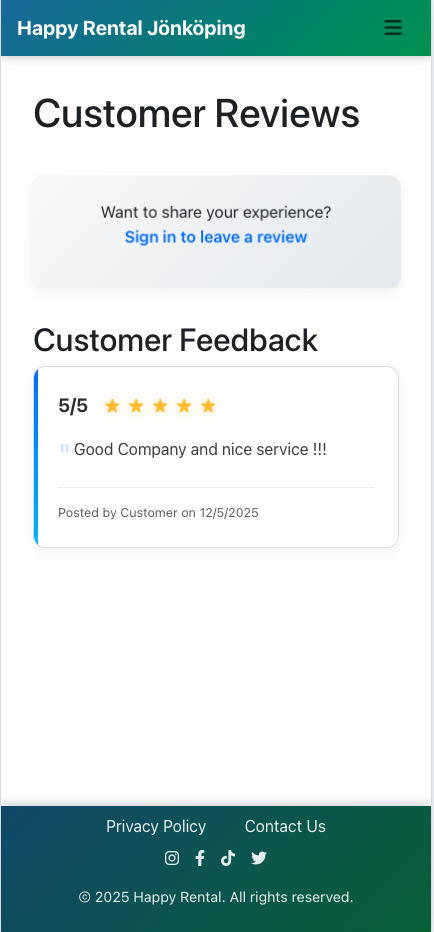 Happy Rental Jönköping
Customer Reviews
Want to share your experience?
Sign in to leave a review
Customer Feedback
5/5
" Good Company and nice service !!!
Posted by Customer on 12/5/2025
Privacy Policy Contact Us
© 2025 Happy Rental. All rights reserved.